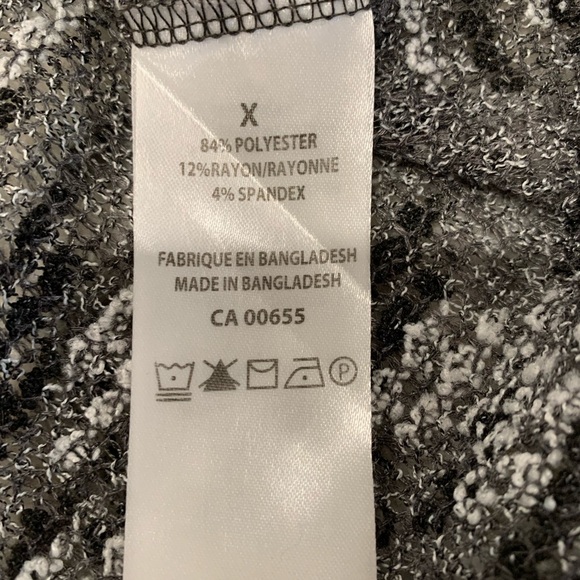 X
84% POLYESTER
12%RAYON/RAYONNE
4% SPANDEX
FABRIQUE EN BANGLADESH
MADE IN BANGLADESH
CA 00655
P